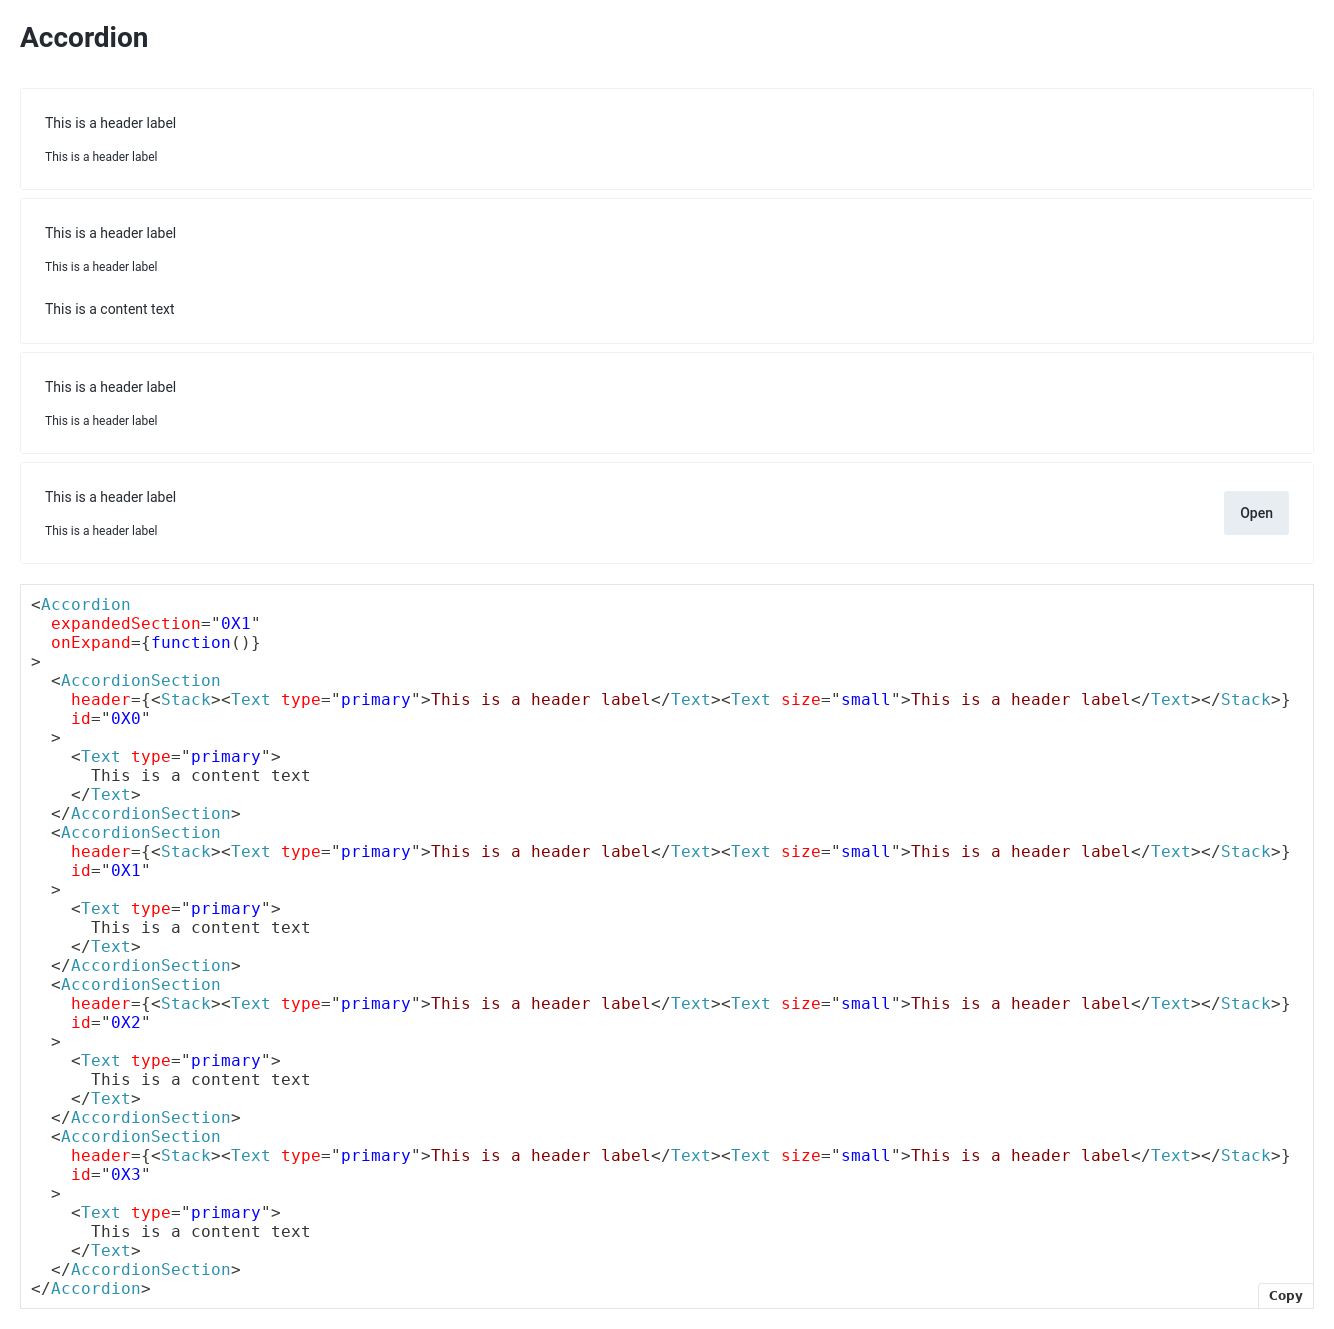 Accordion
This is a header label
This is a header label
This is a header label
This is a header label
This is a content text
This is a header label
This is a header label
This is a header label
This is a header label
Open
<Accordion
  expandedSection="0X1"
  onExpand={function()}
>
  <AccordionSection
    header={<Stack><Text type="primary">This is a header label</Text><Text size="small">This is a header label</Text></Stack>}
    id="0X0"
  >
    <Text type="primary">
      This is a content text
    </Text>
  </AccordionSection>
  <AccordionSection
    header={<Stack><Text type="primary">This is a header label</Text><Text size="small">This is a header label</Text></Stack>}
    id="0X1"
  >
    <Text type="primary">
      This is a content text
    </Text>
  </AccordionSection>
  <AccordionSection
    header={<Stack><Text type="primary">This is a header label</Text><Text size="small">This is a header label</Text></Stack>}
    id="0X2"
  >
    <Text type="primary">
      This is a content text
    </Text>
  </AccordionSection>
  <AccordionSection
    header={<Stack><Text type="primary">This is a header label</Text><Text size="small">This is a header label</Text></Stack>}
    id="0X3"
  >
    <Text type="primary">
      This is a content text
    </Text>
  </AccordionSection>
</Accordion>
Copy